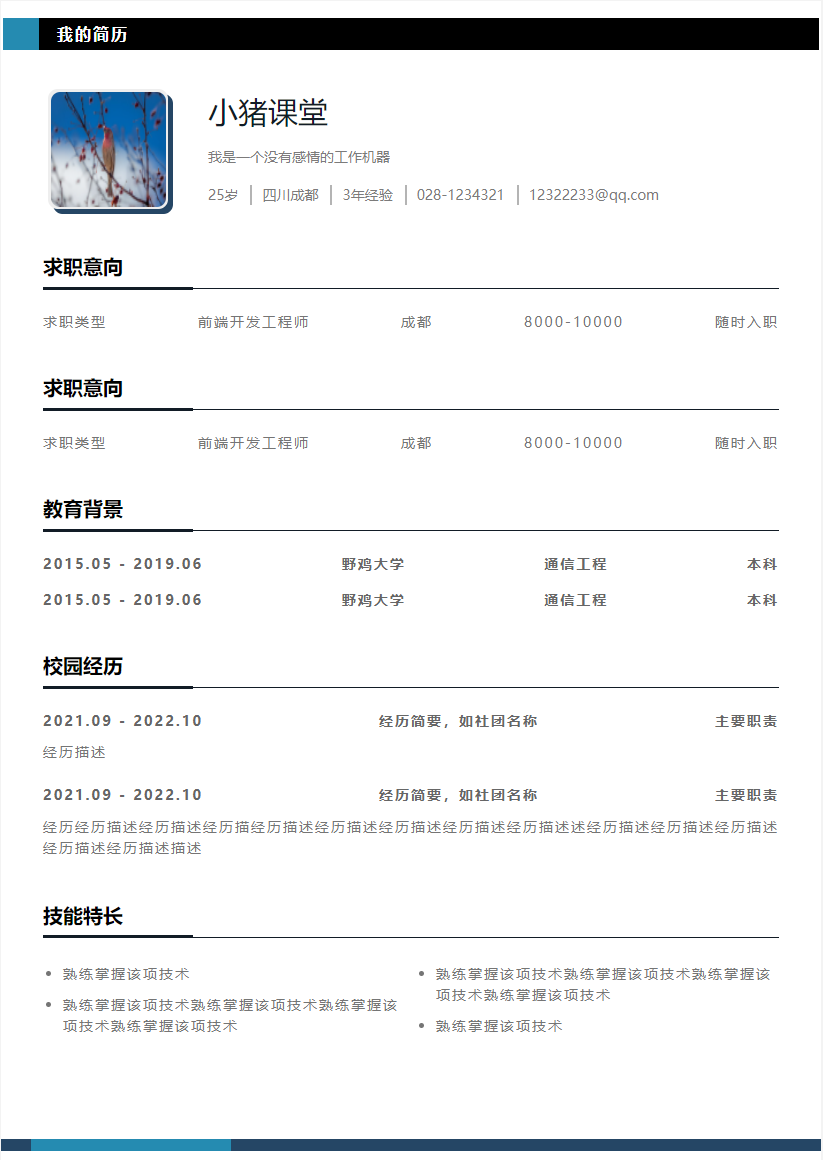 我的简历
小猪课堂
我是一个没有感情的工作机器
25岁 四川成都 3年经验 028-1234321 12322233@qq.com
求职意向
求职类型 前端开发工程师 成都 8000-10000 随时入职
求职意向
求职类型 前端开发工程师 成都 8000-10000 随时入职
教育背景
2015.05 - 2019.06 野鸡大学 通信工程 本科
2015.05 - 2019.06 野鸡大学 通信工程 本科
校园经历
2021.09 - 2022.10 经历简要，如社团名称 主要职责
经历描述
2021.09 - 2022.10 经历简要，如社团名称 主要职责
经历经历描述经历描述经历描经历描述经历描述经历描述经历描述经历描述述经历描述经历描述经历描述
经历描述经历描述描述
技能特长
熟练掌握该项技术
熟练掌握该项技术熟练掌握该项技术熟练掌握该
项技术熟练掌握该项技术
熟练掌握该项技术熟练掌握该项技术熟练掌握该
项技术熟练掌握该项技术
熟练掌握该项技术